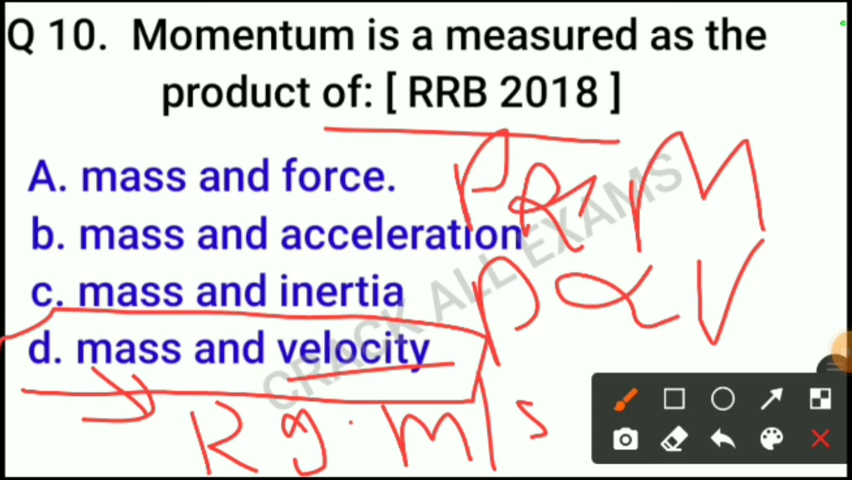 Q 10. Momentum is a measured as the
product of: [ RRB 2018 ]
A. mass and force.
b. mass and acceleration
c. mass and inertia
d. mass and velocity
P ∝ M
P ∝ V
Kg. m/s
CRACK ALL EXAMS